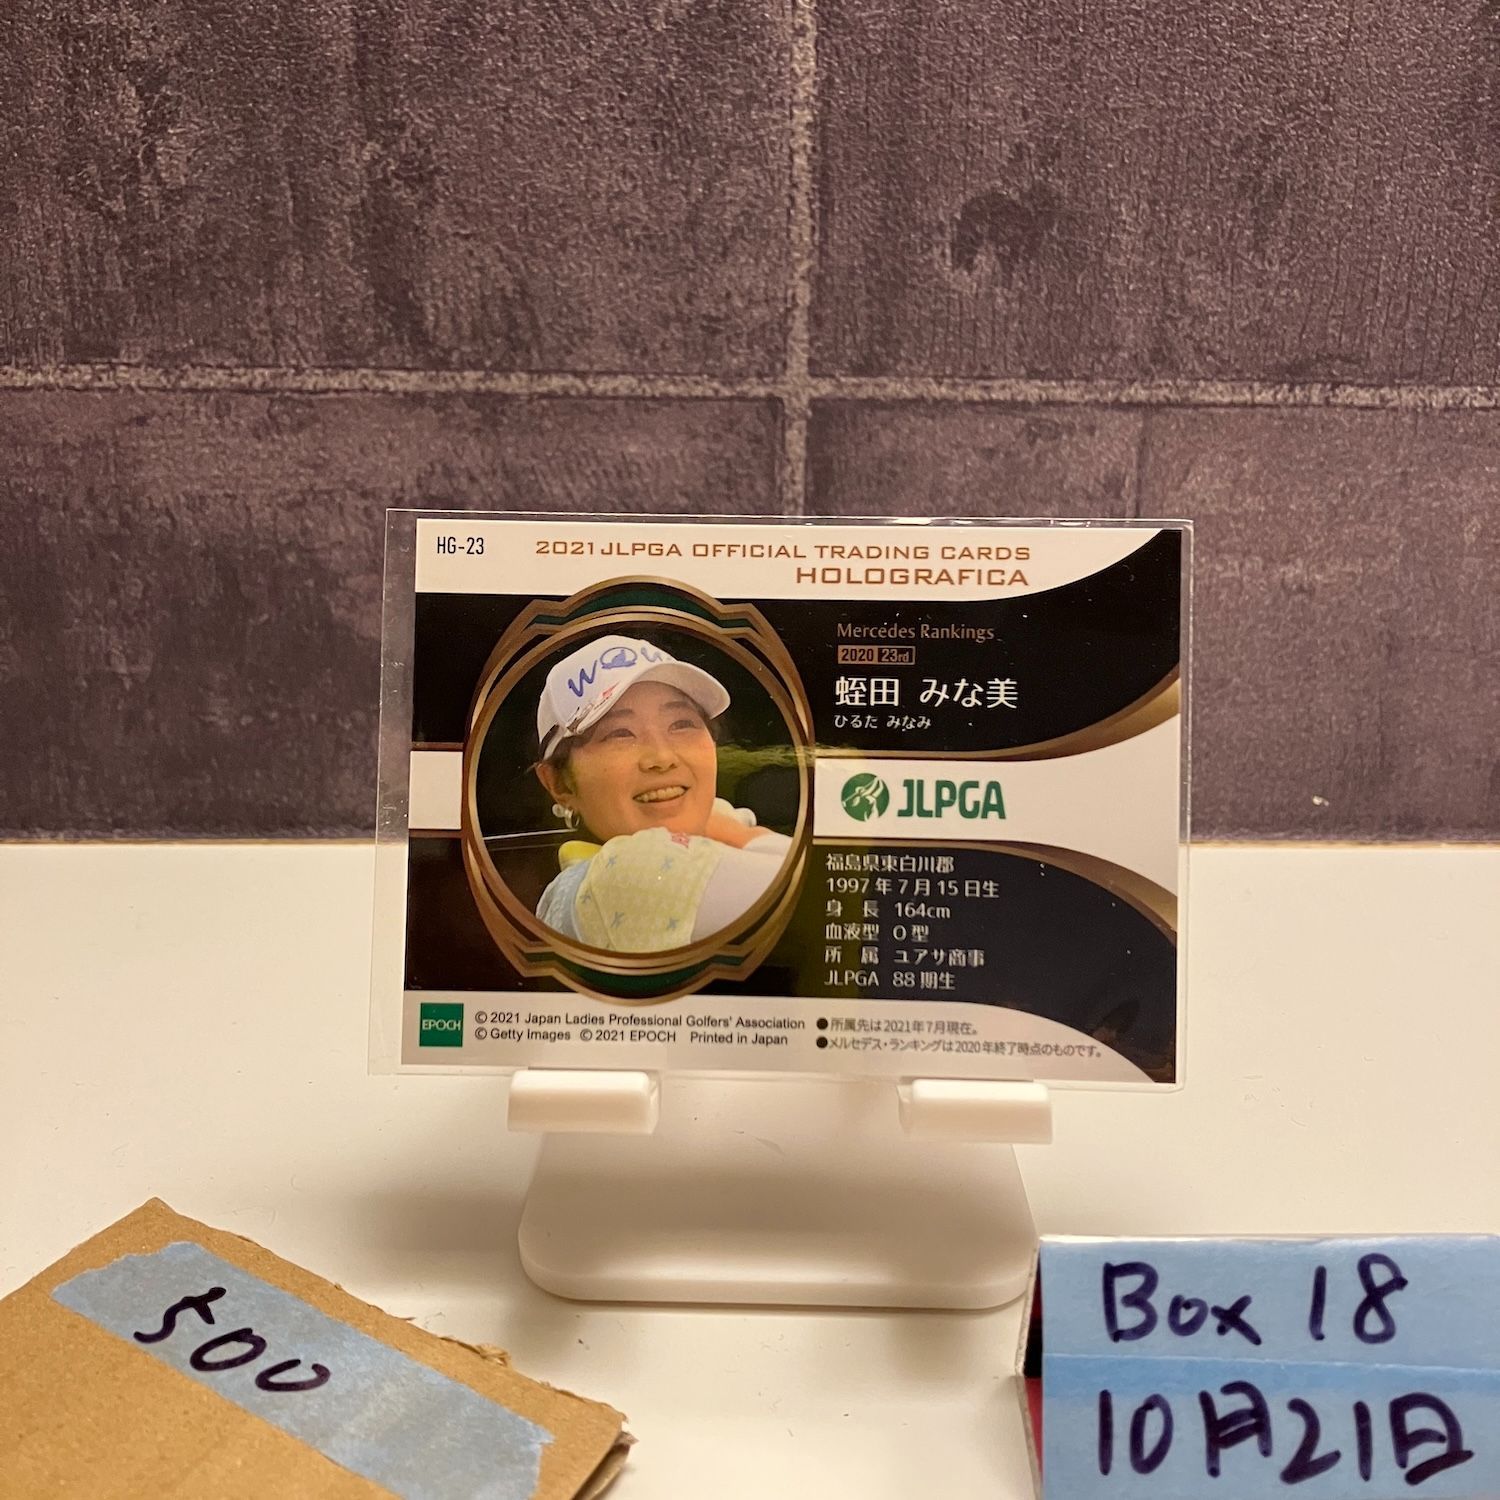 HG-23
2021 JLPGA OFFICIAL TRADING CARDS
HOLOGRAFICA
Mercedes Rankings
2020 23rd
蛭田 みな美
ひるた みなみ
JLPGA
福島県東白川郡
1997年7月15日生
身 長 164cm
血液型 O型
所 属 ユアサ商事
JLPGA 88期生
EPOCH
© 2021 Japan Ladies Professional Golfers' Association
© Getty Images © 2021 EPOCH Printed in Japan
●所属先は2021年7月現在。
●メルセデス・ランキングは2020年終了時点のものです。
500
Box 18
10月21日